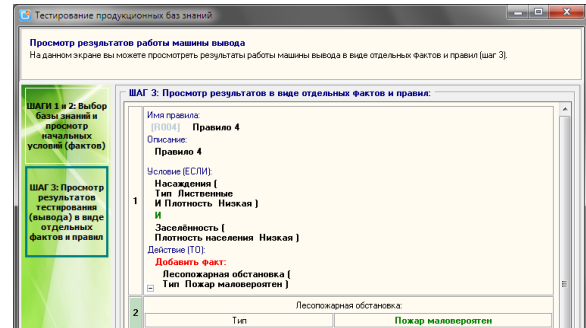 Тестирование продукционных баз знаний
Просмотр результатов работы машины вывода
На данном экране вы можете просмотреть результаты работы машины вывода в виде отдельных фактов и правил (шаг 3).
ШАГИ 1 и 2: Выбор
базы знаний и
просмотр
начальных
условий (фактов)
ШАГ 3: Просмотр
результатов
тестирования
(вывода) в виде
отдельных
фактов и правил
ШАГ 3: Просмотр результатов в виде отдельных фактов и правил:
1
Имя правила:
[R004] Правило 4
Описание:
Правило 4
Условие (ЕСЛИ):
Насаждения (
Тип Лиственные
И Плотность Низкая )
И
Заселённость (
Плотность населения Низкая )
Действие (ТО):
Добавить факт:
Лесопожарная обстановка (
Тип Пожар маловероятен )
2
Лесопожарная обстановка:
Тип Пожар маловероятен